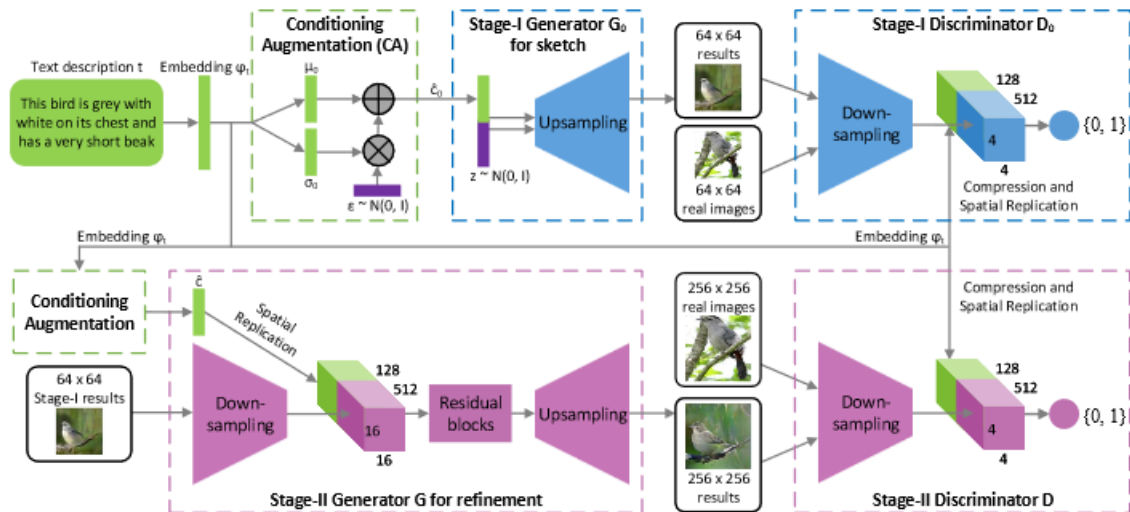 Conditioning
Augmentation (CA)
Stage-I Generator G₀
for sketch
Stage-I Discriminator D₀
Text description t
Embedding φₜ
This bird is grey with
white on its chest and
has a very short beak
μ₀
σ₀
ε ~ N(0, I)
ĉ₀
z ~ N(0, I)
Upsampling
64 x 64
results
64 x 64
real images
Down-
sampling
128
512
4
4
{0, 1}
Compression and
Spatial Replication
Embedding φₜ
Embedding φₜ
Conditioning
Augmentation
ĉ
Spatial
Replication
64 x 64
Stage-I results
Down-
sampling
128
512
16
16
Residual
blocks
Upsampling
Stage-II Generator G for refinement
256 x 256
real images
256 x 256
results
Compression and
Spatial Replication
Down-
sampling
128
512
4
4
{0, 1}
Stage-II Discriminator D